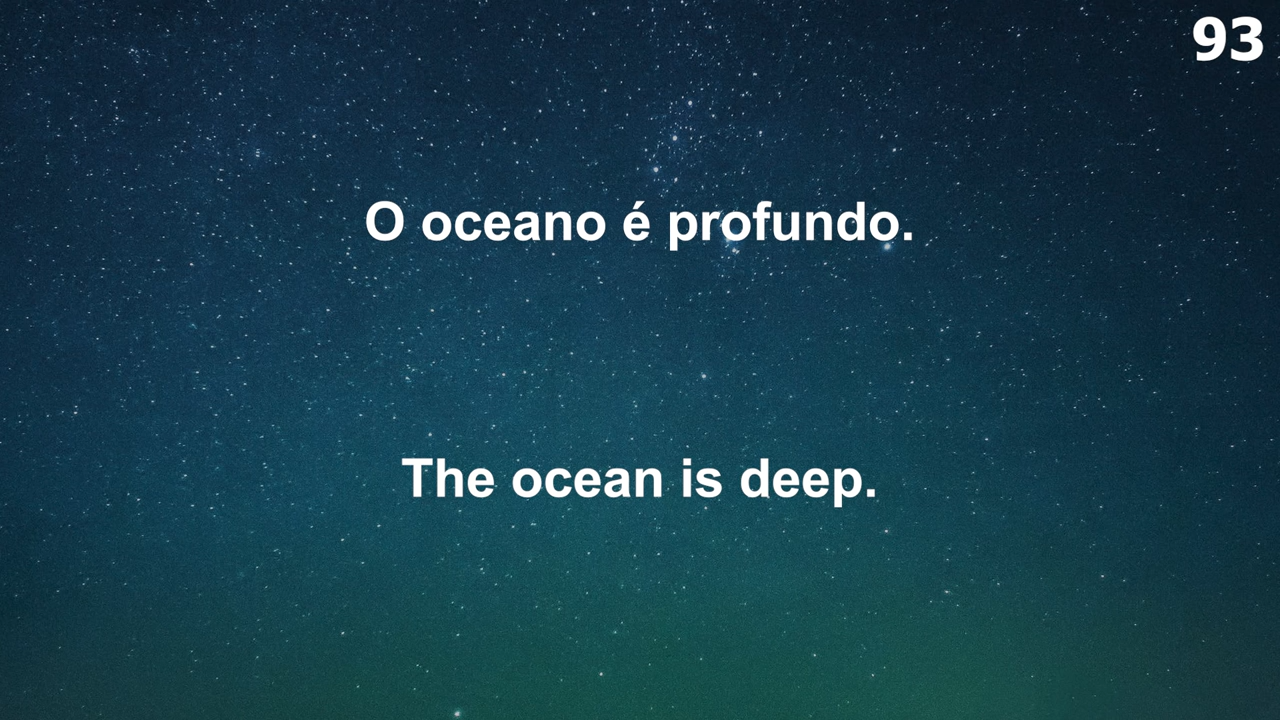 93
O oceano é profundo.
The ocean is deep.